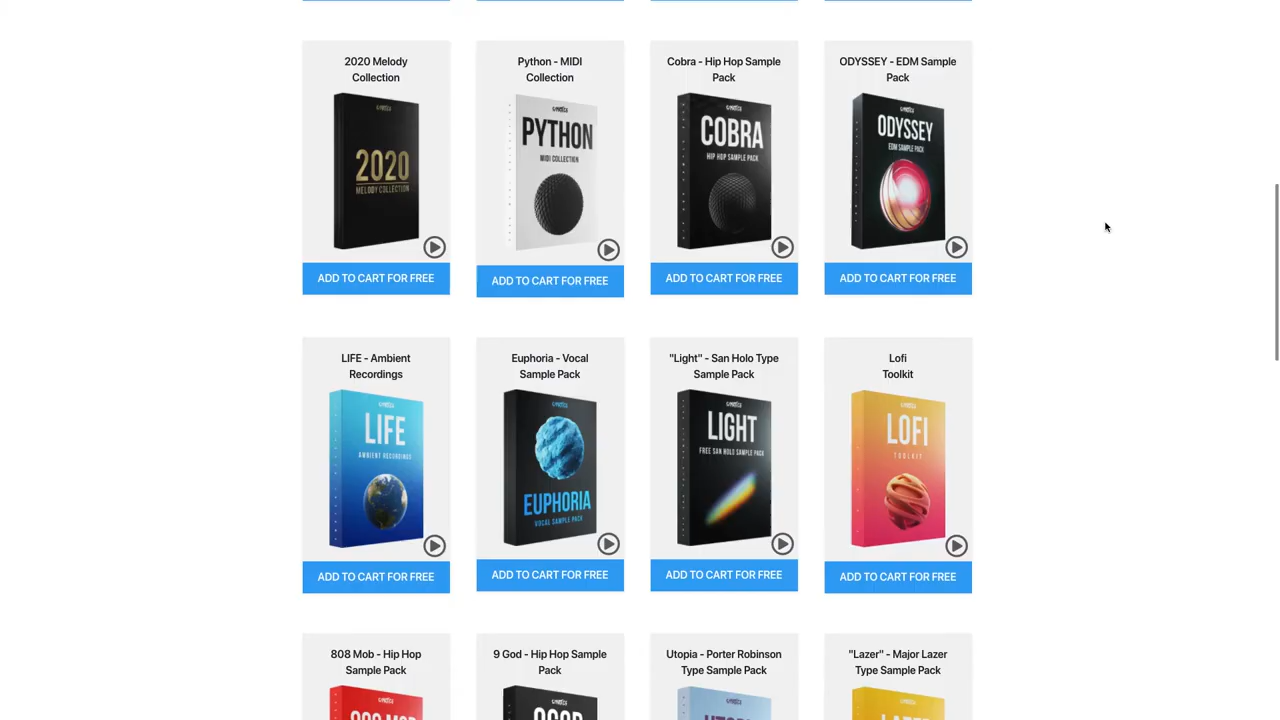 2020 Melody
Collection
2020
MELODY COLLECTION
ADD TO CART FOR FREE
Python - MIDI
Collection
PYTHON
MIDI COLLECTION
ADD TO CART FOR FREE
Cobra - Hip Hop Sample
Pack
COBRA
HIP HOP SAMPLE PACK
ADD TO CART FOR FREE
ODYSSEY - EDM Sample
Pack
ODYSSEY
EDM SAMPLE PACK
ADD TO CART FOR FREE
LIFE - Ambient
Recordings
LIFE
AMBIENT RECORDINGS
ADD TO CART FOR FREE
Euphoria - Vocal
Sample Pack
EUPHORIA
VOCAL SAMPLE PACK
ADD TO CART FOR FREE
"Light" - San Holo Type
Sample Pack
LIGHT
FREE SAN HOLO SAMPLE PACK
ADD TO CART FOR FREE
Lofi
Toolkit
LOFI
TOOLKIT
ADD TO CART FOR FREE
808 Mob - Hip Hop
Sample Pack
808 MOB
9 God - Hip Hop Sample
Pack
9GOD
Utopia - Porter Robinson
Type Sample Pack
UTOPIA
"Lazer" - Major Lazer
Type Sample Pack
LAZER